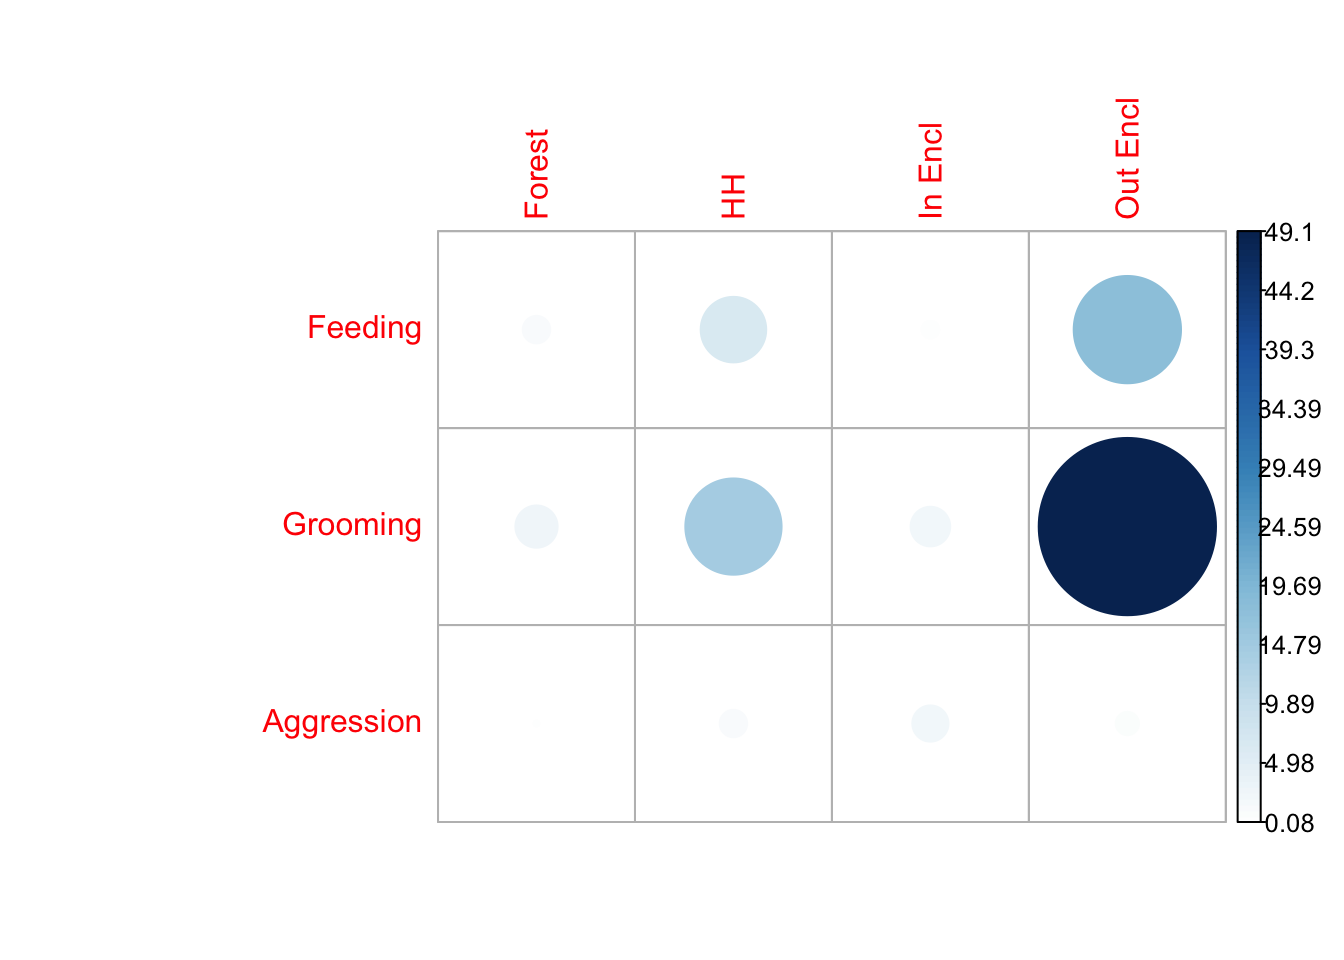 Forest
HH
In Encl
Out Encl
Feeding
Grooming
Aggression
49.1
44.2
39.3
34.39
29.49
24.59
19.69
14.79
9.89
4.98
0.08